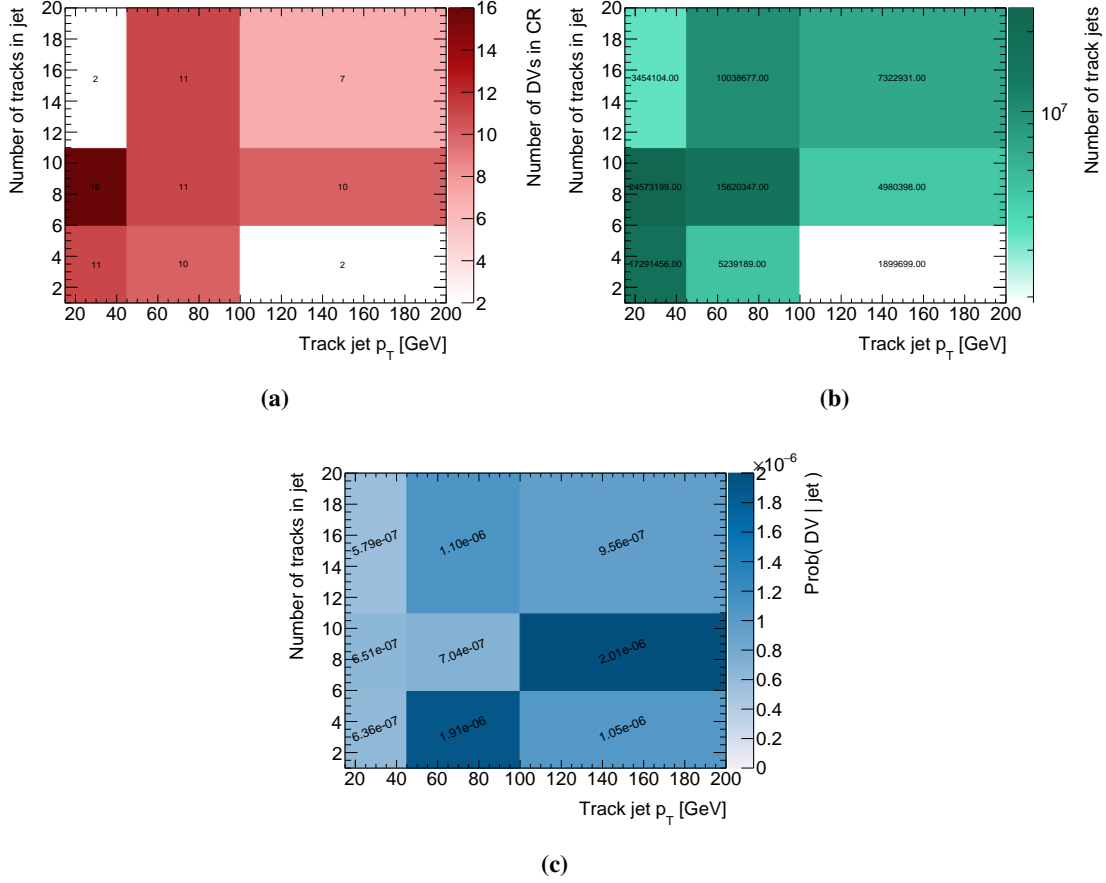 Number of tracks in jet
20
18
16
14
12
10
8
6
4
2
2
11
7
16
11
10
11
10
2
20 40 60 80 100 120 140 160 180 200
Track jet p_T [GeV]
16
14
12
10
8
6
4
2
Number of DVs in CR
(a)
Number of tracks in jet
20
18
16
14
12
10
8
6
4
2
3454104.00
10038677.00
7322931.00
24573199.00
15620347.00
4980398.00
17291456.00
5239189.00
1899699.00
20 40 60 80 100 120 140 160 180 200
Track jet p_T [GeV]
10^7
Number of track jets
(b)
Number of tracks in jet
20
18
16
14
12
10
8
6
4
2
5.79e-07
1.10e-06
9.56e-07
6.51e-07
7.04e-07
2.01e-06
6.36e-07
1.91e-06
1.05e-06
20 40 60 80 100 120 140 160 180 200
Track jet p_T [GeV]
×10^−6
2
1.8
1.6
1.4
1.2
1
0.8
0.6
0.4
0.2
0
Prob( DV | jet )
(c)